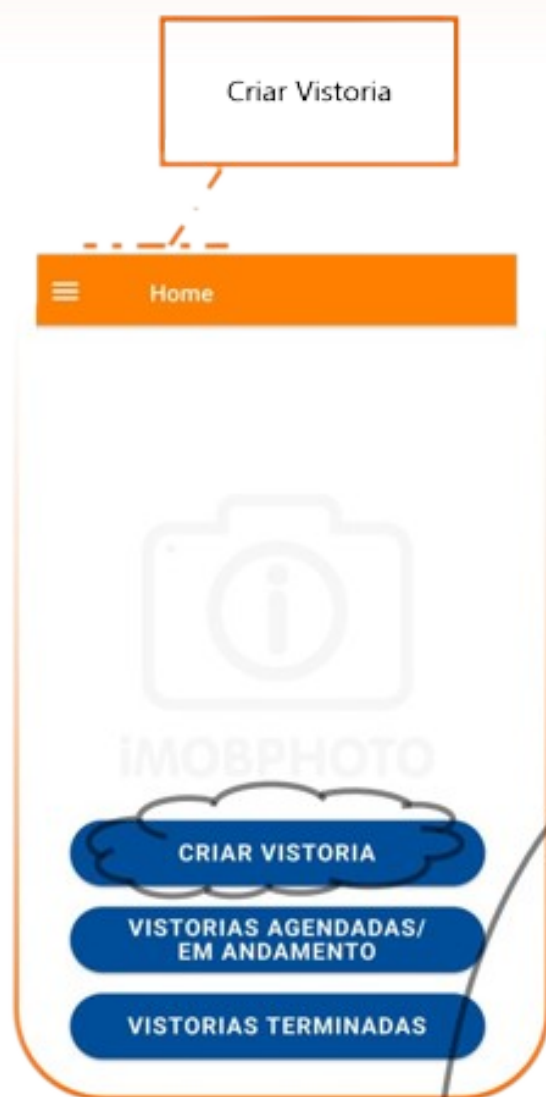 Criar Vistoria
Home
iMOBPHOTO
CRIAR VISTORIA
VISTORIAS AGENDADAS/
EM ANDAMENTO
VISTORIAS TERMINADAS